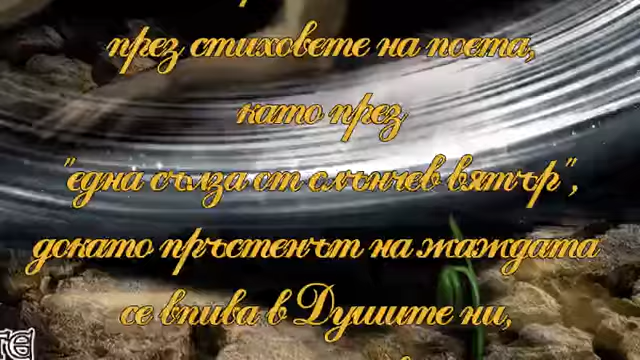 през стиховете на поета,
като през
"една сълза от слънчев вятър",
докато пръстенът на жаждата
се впива в Душите ни,